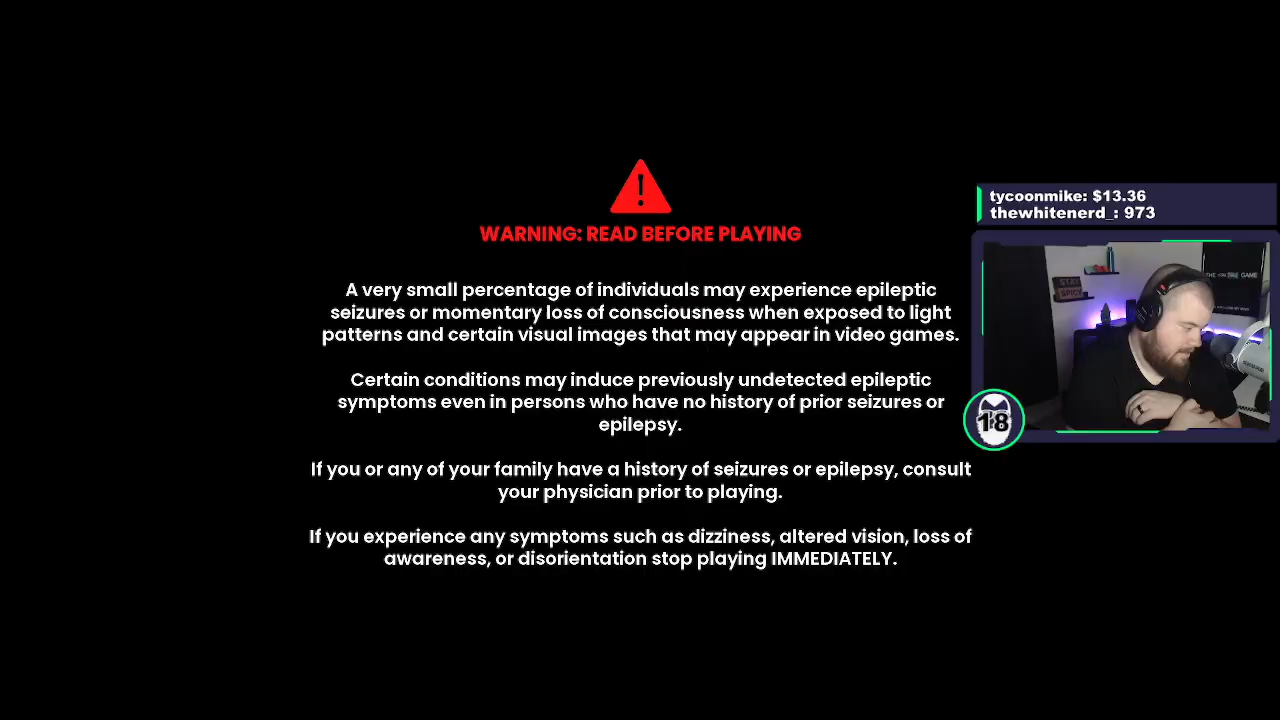 WARNING: READ BEFORE PLAYING
A very small percentage of individuals may experience epileptic
seizures or momentary loss of consciousness when exposed to light
patterns and certain visual images that may appear in video games.
Certain conditions may induce previously undetected epileptic
symptoms even in persons who have no history of prior seizures or
epilepsy.
If you or any of your family have a history of seizures or epilepsy, consult
your physician prior to playing.
If you experience any symptoms such as dizziness, altered vision, loss of
awareness, or disorientation stop playing IMMEDIATELY.
tycoonmike: $13.36
thewhitenerd_: 973
STAY
SPICY
THE GAME
18